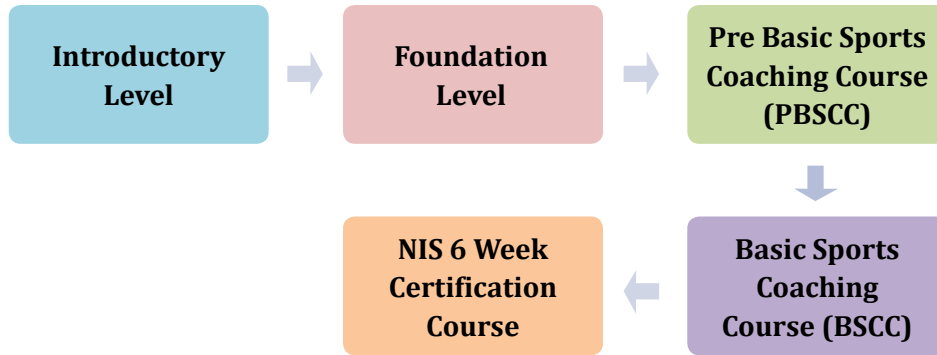 Introductory
Level
Foundation
Level
Pre Basic Sports
Coaching Course
(PBSCC)
Basic Sports
Coaching
Course (BSCC)
NIS 6 Week
Certification
Course